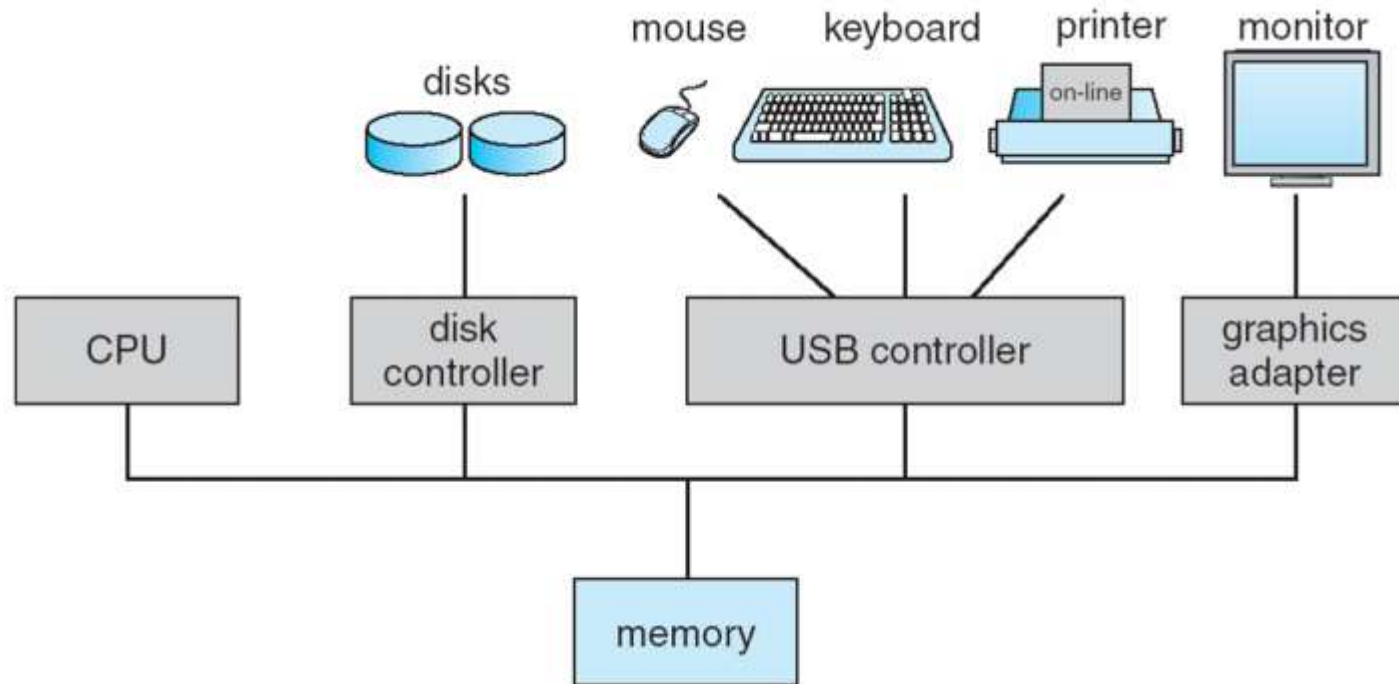 mouse
keyboard
printer
monitor
disks
on-line
CPU
disk
controller
USB controller
graphics
adapter
memory